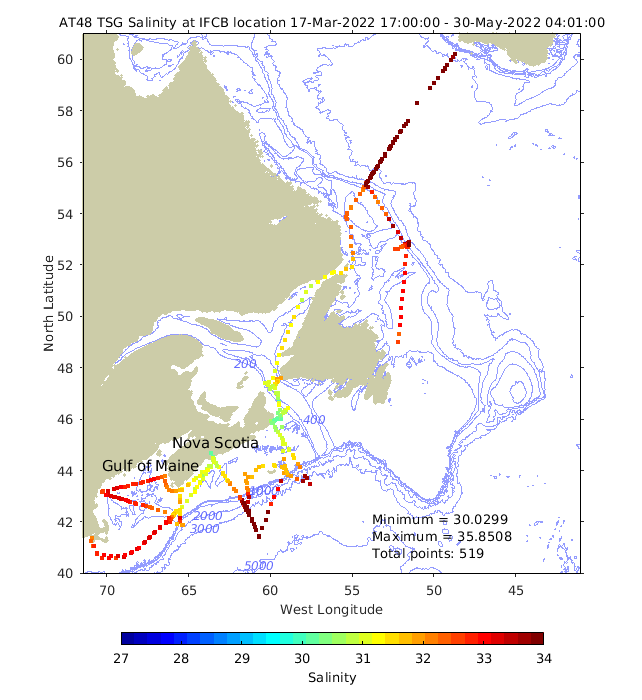 AT48 TSG Salinity at IFCB location 17-Mar-2022 17:00:00 - 30-May-2022 04:01:00
60
58
56
54
52
50
48
46
44
42
40
North Latitude
200
400
Nova Scotia
Gulf of Maine
1000
2000
3000
5000
Minimum = 30.0299
Maximum = 35.8508
Total points: 519
70 65 60 55 50 45
West Longitude
27 28 29 30 31 32 33 34
Salinity